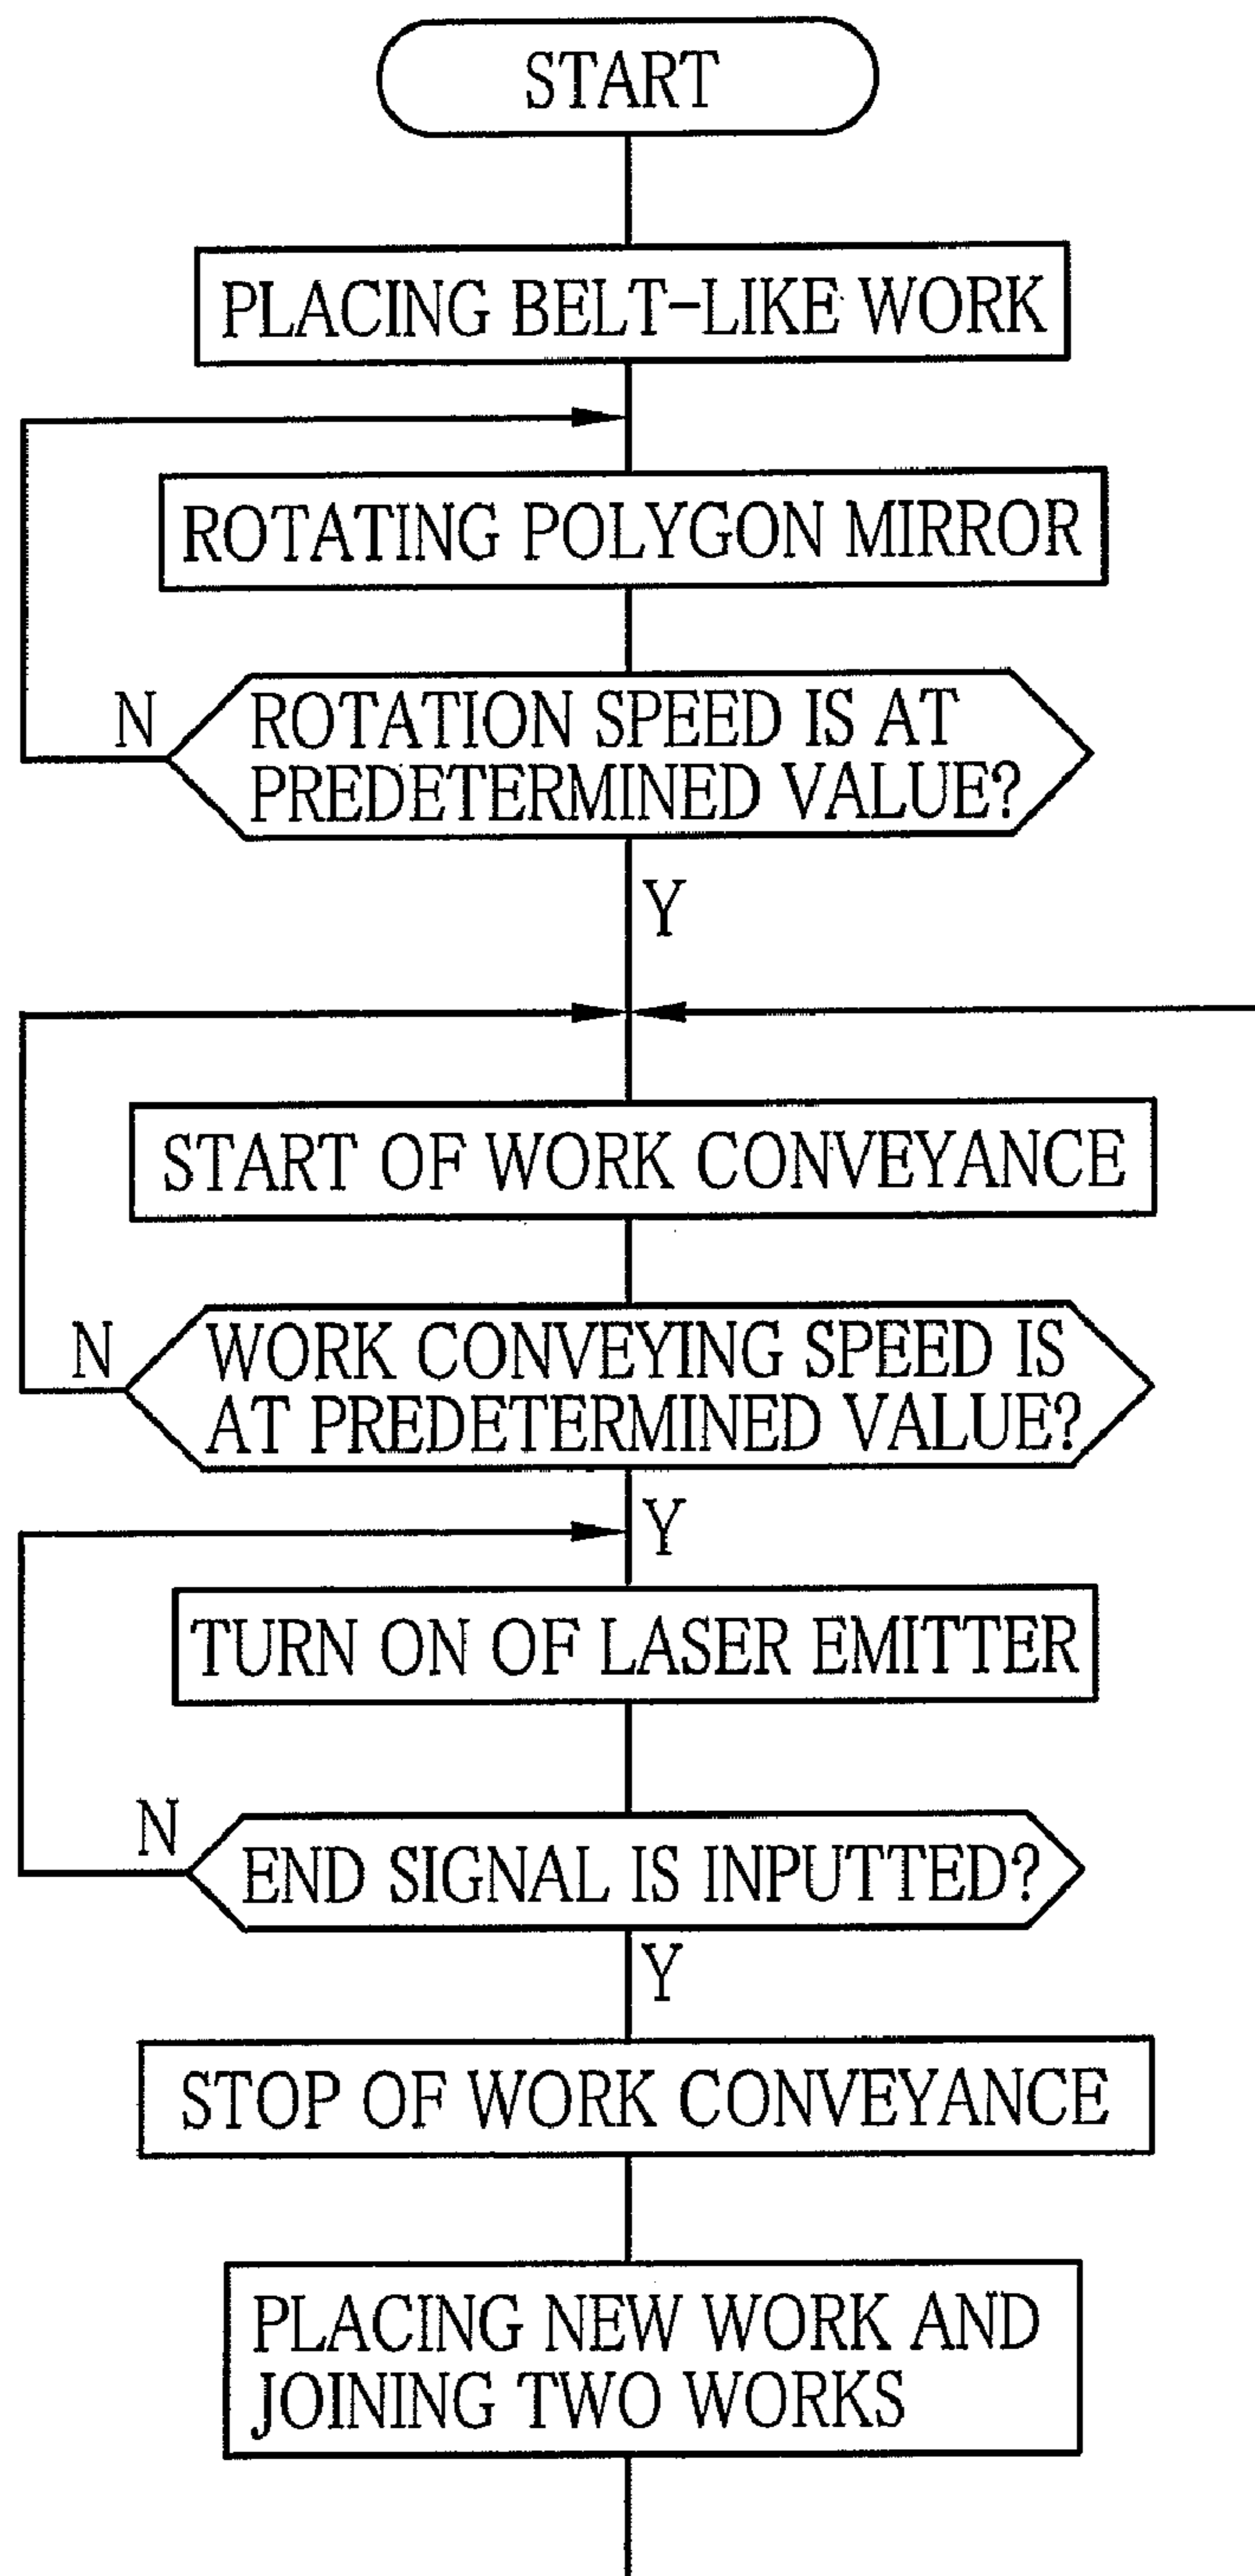 START
PLACING BELT-LIKE WORK
ROTATING POLYGON MIRROR
N
ROTATION SPEED IS AT
PREDETERMINED VALUE?
Y
START OF WORK CONVEYANCE
N
WORK CONVEYING SPEED IS
AT PREDETERMINED VALUE?
Y
TURN ON OF LASER EMITTER
N
END SIGNAL IS INPUTTED?
Y
STOP OF WORK CONVEYANCE
PLACING NEW WORK AND
JOINING TWO WORKS